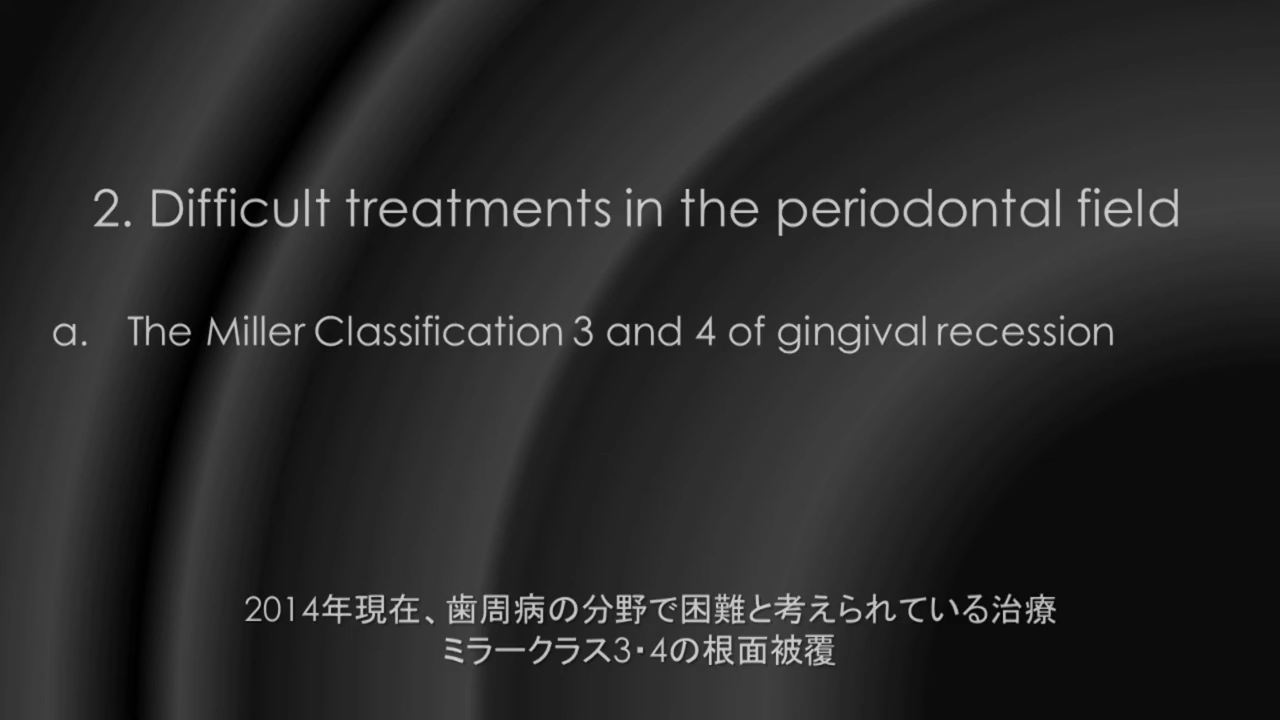 2. Difficult treatments in the periodontal field
a. The Miller Classification 3 and 4 of gingival recession
2014年現在、歯周病の分野で困難と考えられている治療
ミラークラス3・4の根面被覆